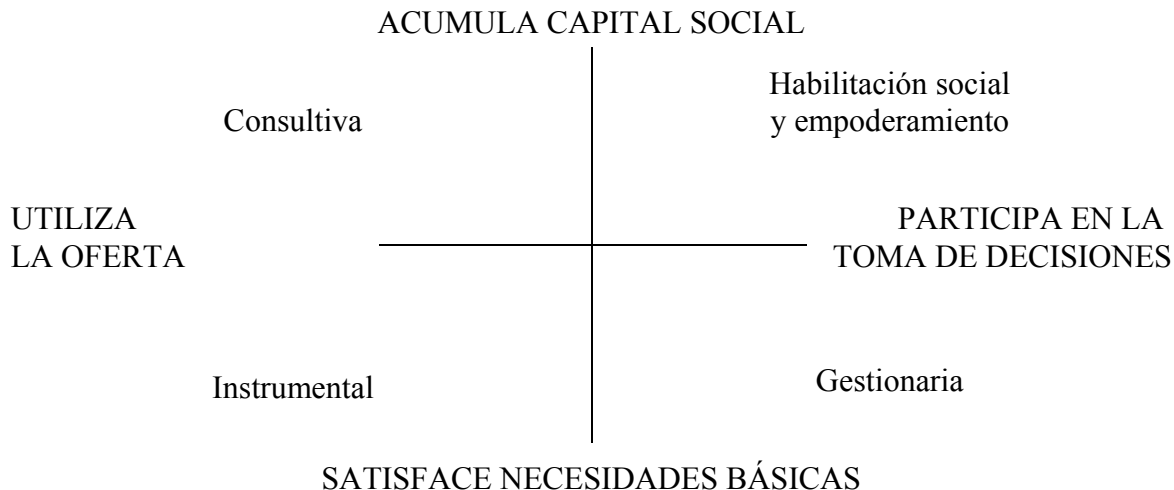 ACUMULA CAPITAL SOCIAL
Consultiva
Habilitación social
y empoderamiento
UTILIZA
LA OFERTA
PARTICIPA EN LA
TOMA DE DECISIONES
Instrumental
Gestionaria
SATISFACE NECESIDADES BÁSICAS